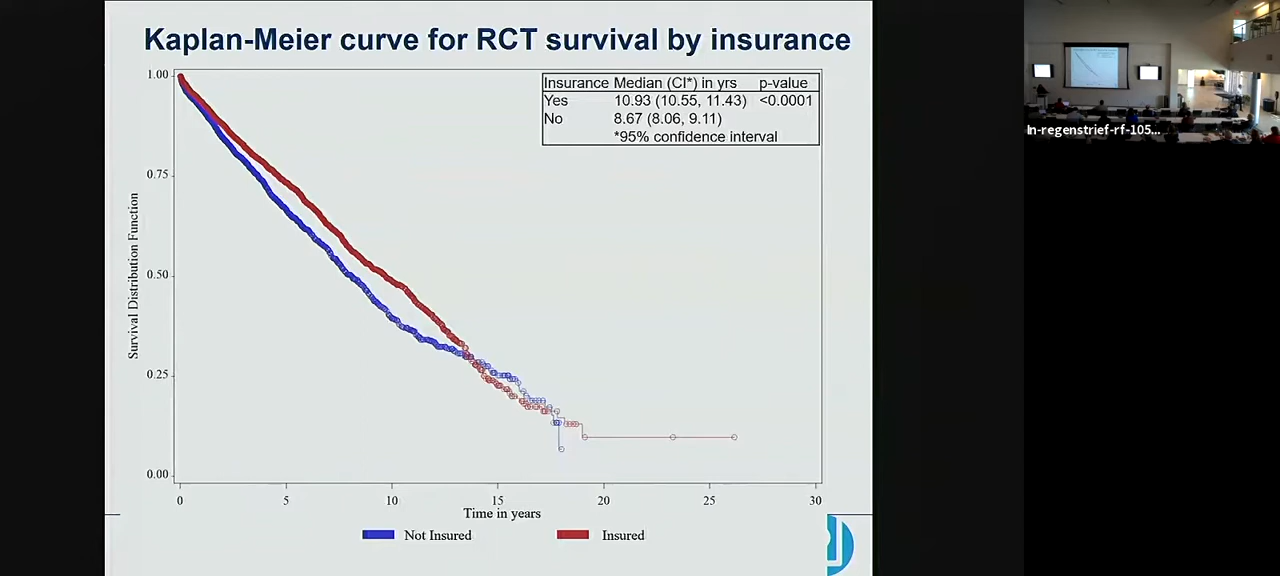 Kaplan-Meier curve for RCT survival by insurance
Insurance Median (CI*) in yrs p-value
Yes 10.93 (10.55, 11.43) <0.0001
No 8.67 (8.06, 9.11)
*95% confidence interval
Survival Distribution Function
1.00
0.75
0.50
0.25
0.00
0 5 10 15 20 25 30
Time in years
Not Insured Insured
In-regenstrief-rf-105...